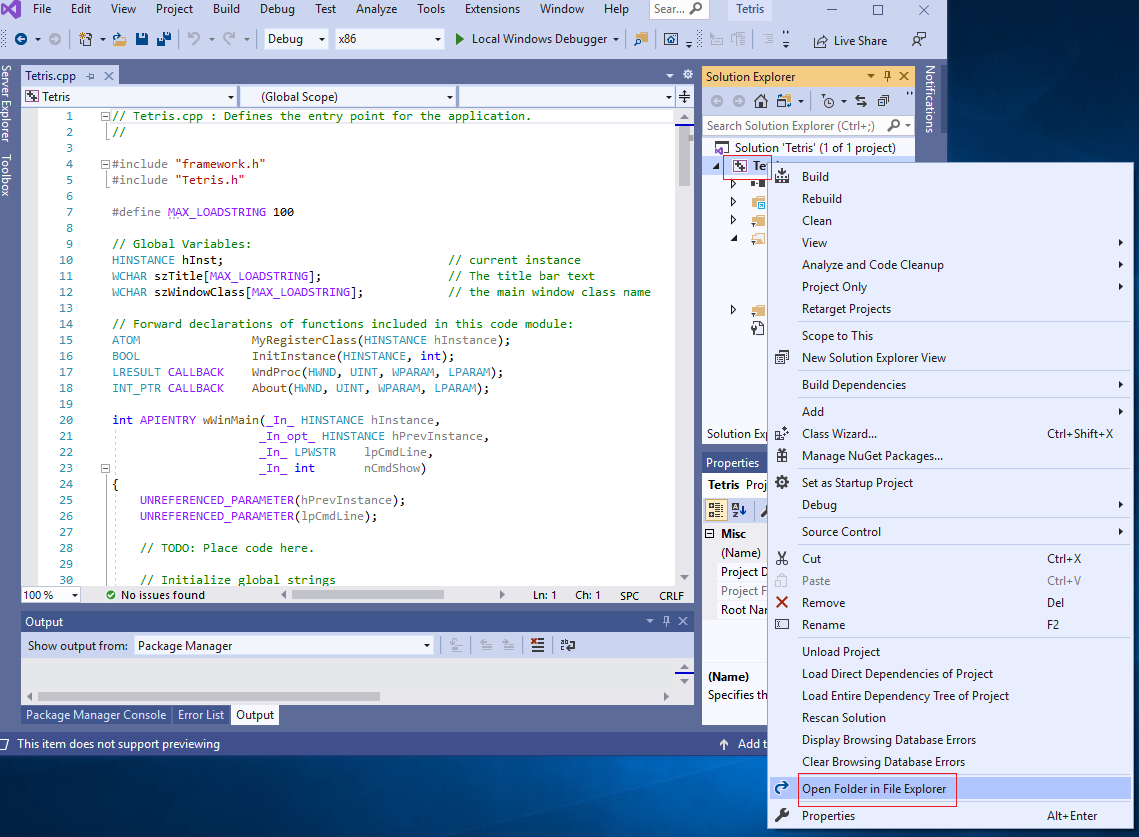 File Edit View Project Build Debug Test Analyze Tools Extensions Window Help Sear... Tetris
Debug x86 Local Windows Debugger Live Share
Server Explorer
Toolbox
Tetris.cpp
Tetris (Global Scope)
1 // Tetris.cpp : Defines the entry point for the application.
2 //
3
4 #include "framework.h"
5 #include "Tetris.h"
6
7 #define MAX_LOADSTRING 100
8
9 // Global Variables:
10 HINSTANCE hInst; // current instance
11 WCHAR szTitle[MAX_LOADSTRING]; // The title bar text
12 WCHAR szWindowClass[MAX_LOADSTRING]; // the main window class name
13
14 // Forward declarations of functions included in this code module:
15 ATOM MyRegisterClass(HINSTANCE hInstance);
16 BOOL InitInstance(HINSTANCE, int);
17 LRESULT CALLBACK WndProc(HWND, UINT, WPARAM, LPARAM);
18 INT_PTR CALLBACK About(HWND, UINT, WPARAM, LPARAM);
19
20 int APIENTRY wWinMain(_In_ HINSTANCE hInstance,
21 _In_opt_ HINSTANCE hPrevInstance,
22 _In_ LPWSTR lpCmdLine,
23 _In_ int nCmdShow)
24 {
25 UNREFERENCED_PARAMETER(hPrevInstance);
26 UNREFERENCED_PARAMETER(lpCmdLine);
27
28 // TODO: Place code here.
29
30 // Initialize global strings
100 % No issues found Ln: 1 Ch: 1 SPC CRLF
Output
Show output from: Package Manager
Package Manager Console Error List Output
This item does not support previewing
Add t
Solution Explorer
Search Solution Explorer (Ctrl+;)
Solution 'Tetris' (1 of 1 project)
Te
Solution Exp
Notifications
Properties
Tetris Proj
Misc
(Name)
Project D
Project F
Root Nar
(Name)
Specifies th
Build
Rebuild
Clean
View
Analyze and Code Cleanup
Project Only
Retarget Projects
Scope to This
New Solution Explorer View
Build Dependencies
Add
Class Wizard... Ctrl+Shift+X
Manage NuGet Packages...
Set as Startup Project
Debug
Source Control
Cut Ctrl+X
Paste Ctrl+V
Remove Del
Rename F2
Unload Project
Load Direct Dependencies of Project
Load Entire Dependency Tree of Project
Rescan Solution
Display Browsing Database Errors
Clear Browsing Database Errors
Open Folder in File Explorer
Properties Alt+Enter